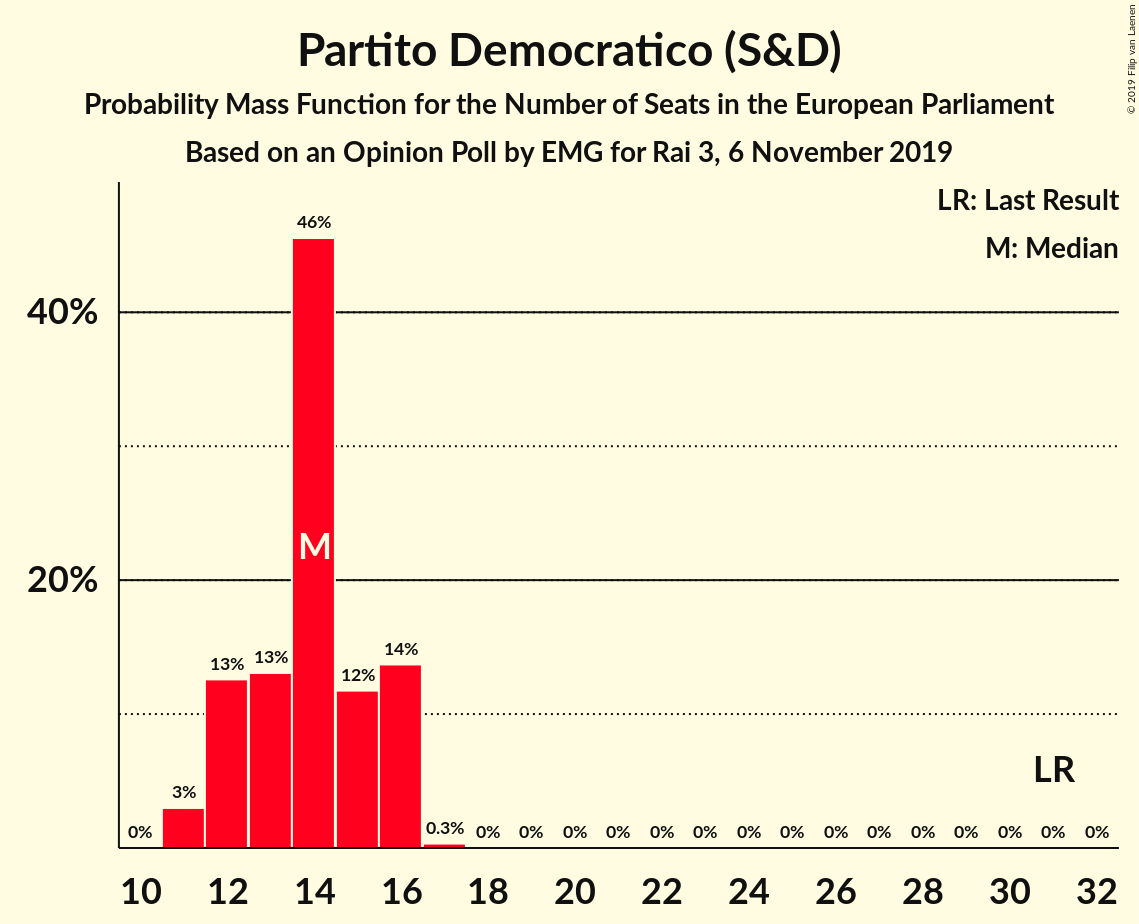 Partito Democratico (S&D)
Probability Mass Function for the Number of Seats in the European Parliament
Based on an Opinion Poll by EMG for Rai 3, 6 November 2019
© 2019 Filip van Laenen
LR: Last Result
M: Median
46%
40%
M
20%
14%
13%
13%
12%
LR
3%
0%
0.3%
0% 0% 0% 0% 0% 0% 0% 0% 0% 0% 0% 0% 0% 0% 0%
10 12 14 16 18 20 22 24 26 28 30 32